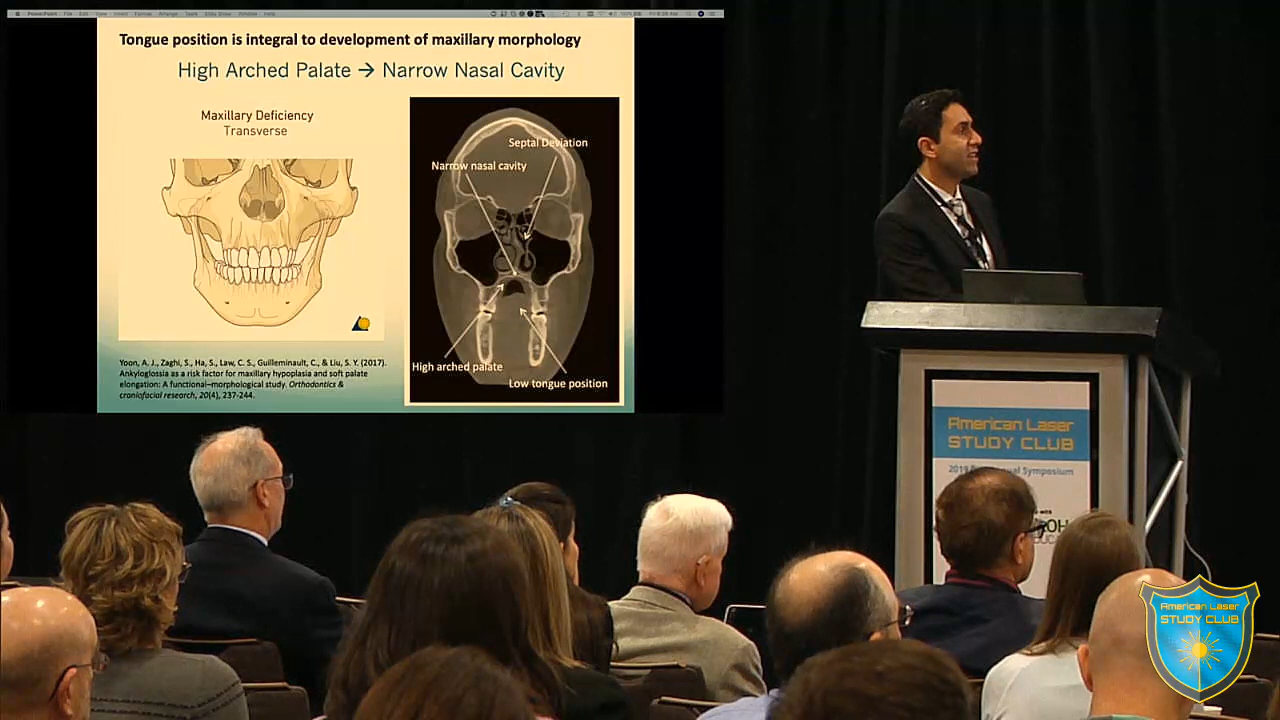 Tongue position is integral to development of maxillary morphology
High Arched Palate → Narrow Nasal Cavity
Maxillary Deficiency
Transverse
Septal Deviation
Narrow nasal cavity
High arched palate
Low tongue position
Yoon, A. J., Zaghi, S., Ha, S., Law, C. S., Guilleminault, C., & Liu, S. Y. (2017).
Ankyloglossia as a risk factor for maxillary hypoplasia and soft palate
elongation: A functional–morphological study. Orthodontics &
craniofacial research, 20(4), 237-244.
American Laser
STUDY CLUB
2019
Symposium
American Laser
STUDY CLUB